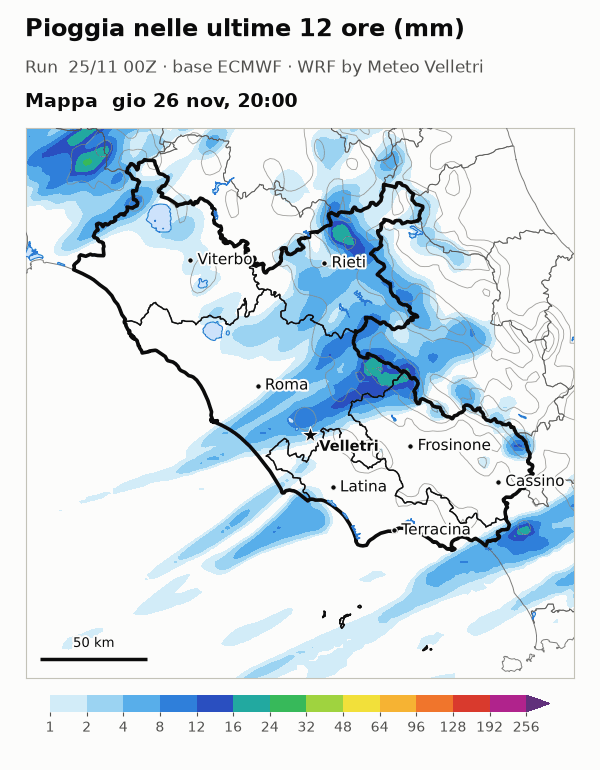 Pioggia nelle ultime 12 ore (mm)
Run  25/11 00Z · base ECMWF · WRF by Meteo Velletri
Mappa  gio 26 nov, 20:00
Viterbo
Rieti
Roma
Velletri
Frosinone
Cassino
Latina
Terracina
50 km
1 2 4 8 12 16 24 32 48 64 96 128 192 256